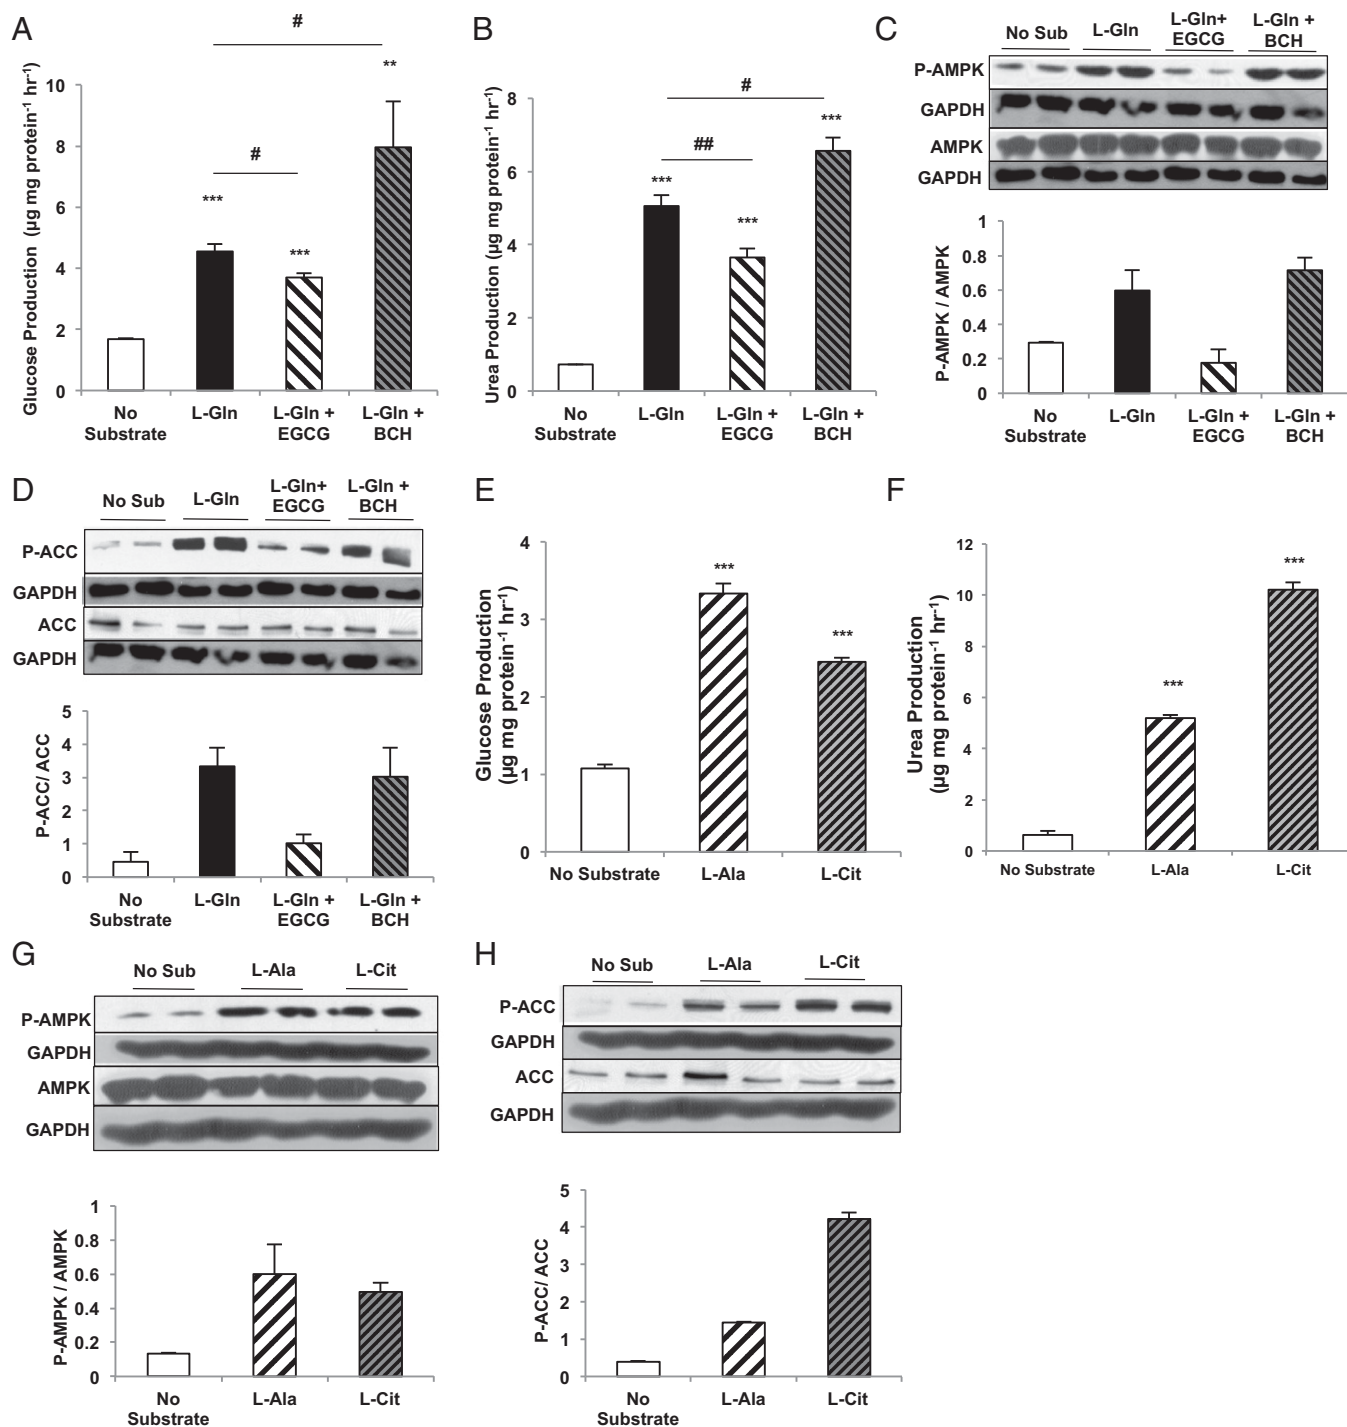 A
#
**
#
***
***
Glucose Production (µg mg protein⁻¹ hr⁻¹)
10
8
6
4
2
0
No Substrate
L-Gln
L-Gln + EGCG
L-Gln + BCH
B
#
***
##
***
***
Urea Production (µg mg protein⁻¹ hr⁻¹)
8
6
4
2
0
No Substrate
L-Gln
L-Gln + EGCG
L-Gln + BCH
C
No Sub
L-Gln
L-Gln+ EGCG
L-Gln + BCH
P-AMPK
GAPDH
AMPK
GAPDH
P-AMPK / AMPK
1
0.8
0.6
0.4
0.2
0
No Substrate
L-Gln
L-Gln + EGCG
L-Gln + BCH
D
No Sub
L-Gln
L-Gln+ EGCG
L-Gln + BCH
P-ACC
GAPDH
ACC
GAPDH
P-ACC/ ACC
5
4
3
2
1
0
No Substrate
L-Gln
L-Gln + EGCG
L-Gln + BCH
E
Glucose Production
(µg mg protein⁻¹ hr⁻¹)
4
3
2
1
0
***
***
No Substrate
L-Ala
L-Cit
F
Urea Production
(µg mg protein⁻¹ hr⁻¹)
12
10
8
6
4
2
0
***
***
No Substrate
L-Ala
L-Cit
G
No Sub
L-Ala
L-Cit
P-AMPK
GAPDH
AMPK
GAPDH
P-AMPK / AMPK
1
0.8
0.6
0.4
0.2
0
No Substrate
L-Ala
L-Cit
H
No Sub
L-Ala
L-Cit
P-ACC
GAPDH
ACC
GAPDH
P-ACC/ ACC
5
4
3
2
1
0
No Substrate
L-Ala
L-Cit